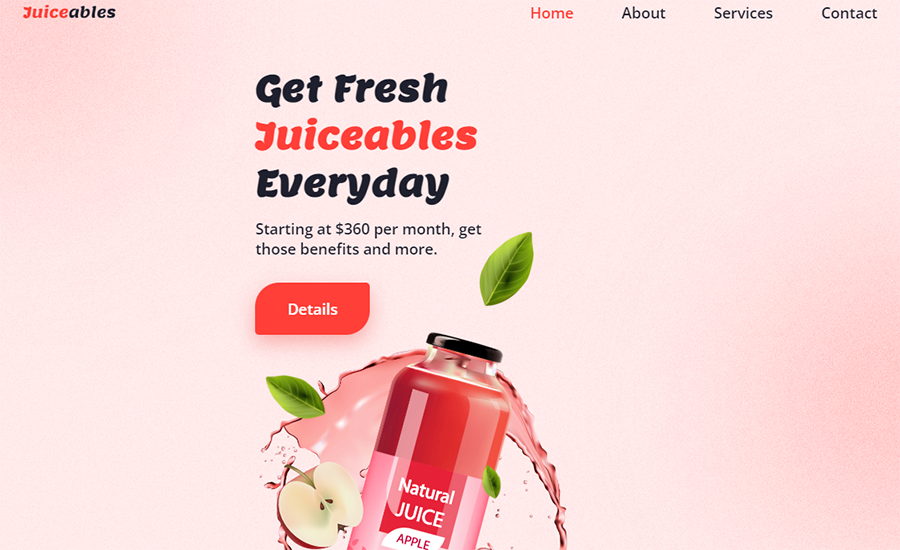 Juiceables
Home About Services Contact
Get Fresh
Juiceables
Everyday
Starting at $360 per month, get
those benefits and more.
Details
Natural
JUICE
APPLE